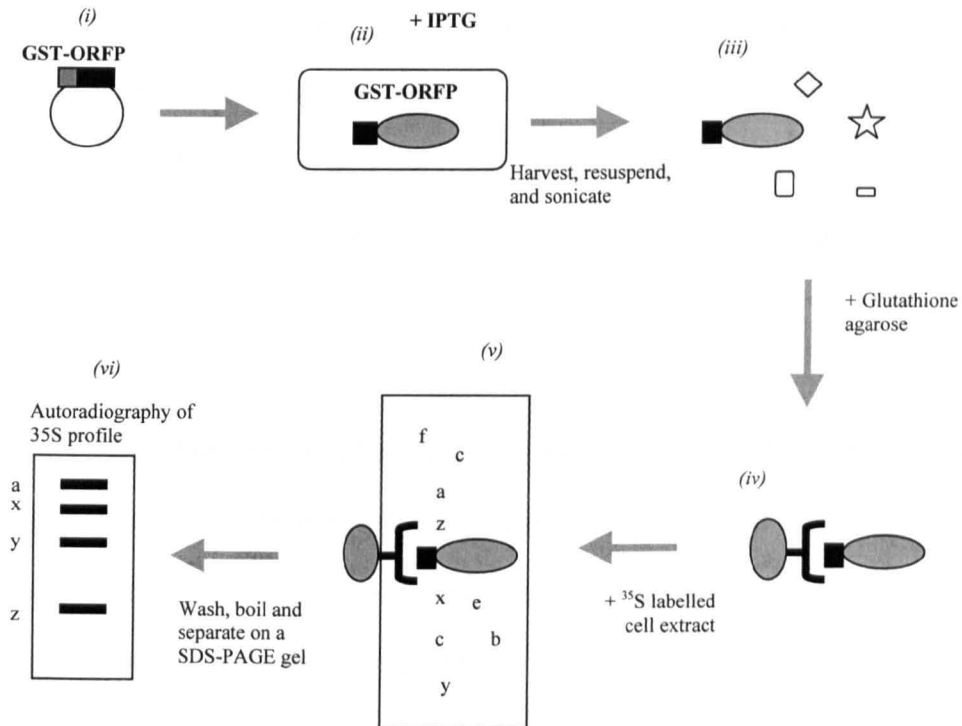 (i)
GST-ORFP
(ii)
+ IPTG
GST-ORFP
Harvest, resuspend,
and sonicate
(iii)
+ Glutathione
agarose
(iv)
+ ³⁵S labelled
cell extract
(v)
f
c
a
z
x
e
c
b
y
Wash, boil and
separate on a
SDS-PAGE gel
(vi)
Autoradiography of
35S profile
a
x
y
z